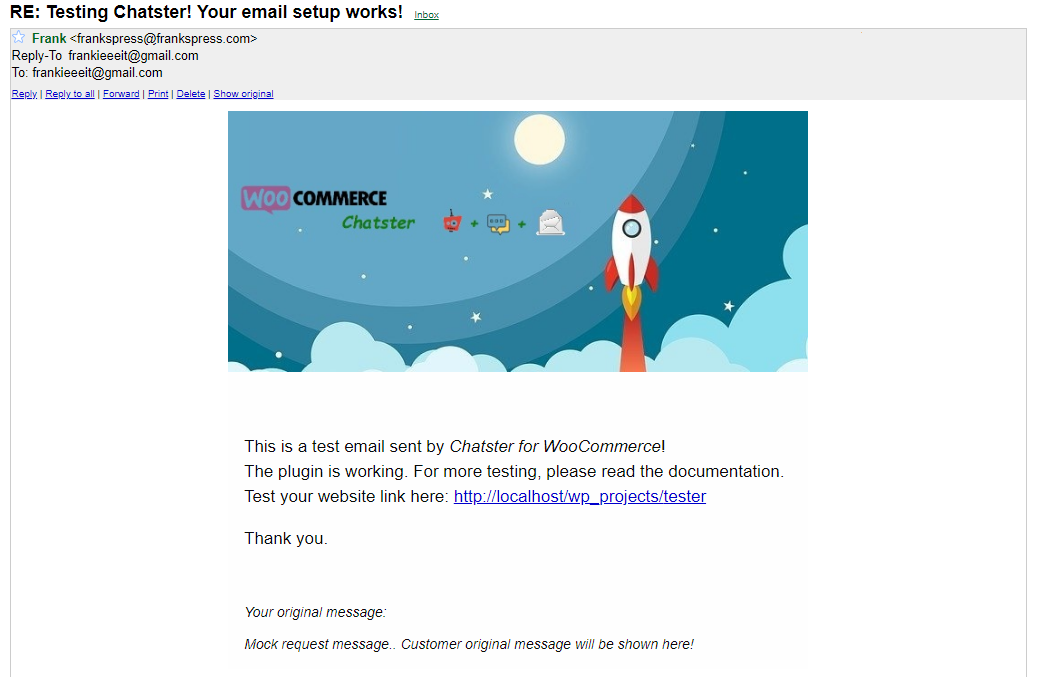 RE: Testing Chatster! Your email setup works! Inbox
Frank <frankspress@frankspress.com>
Reply-To frankieeeit@gmail.com
To: frankieeeit@gmail.com
Reply | Reply to all | Forward | Print | Delete | Show original
WOO COMMERCE
Chatster + +
This is a test email sent by Chatster for WooCommerce!
The plugin is working. For more testing, please read the documentation.
Test your website link here: http://localhost/wp_projects/tester
Thank you.
Your original message:
Mock request message.. Customer original message will be shown here!